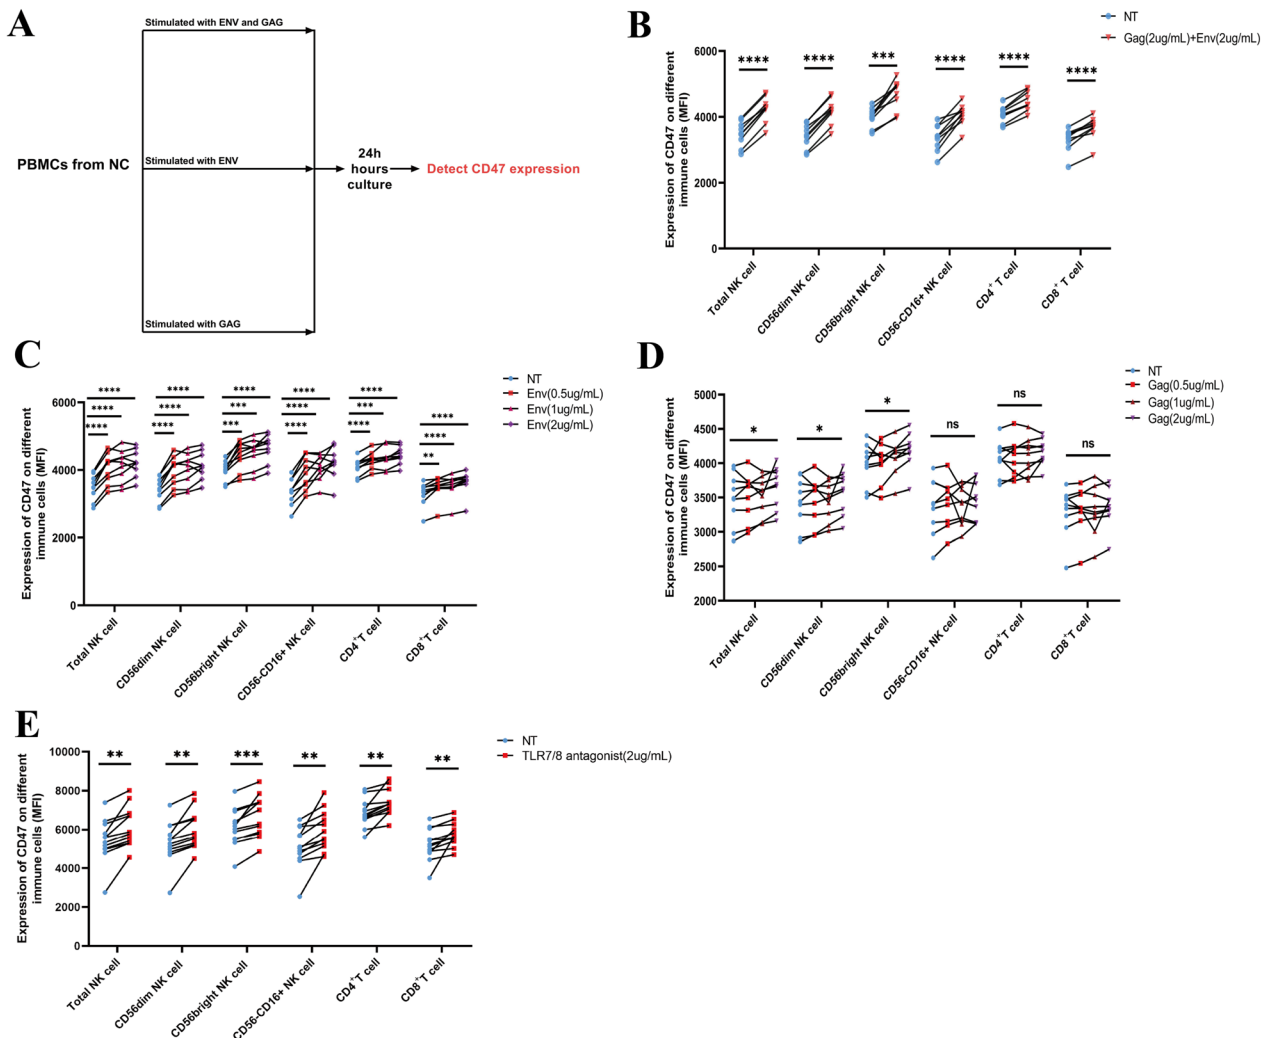 A
Stimulated with ENV and GAG
PBMCs from NC
Stimulated with ENV
24h
hours
culture
Detect CD47 expression
Stimulated with GAG
B
NT
Gag(2ug/mL)+Env(2ug/mL)
Expression of CD47 on different
immune cells (MFI)
6000
4000
2000
0
**** **** *** **** **** ****
Total NK cell
CD56dim NK cell
CD56bright NK cell
CD56-CD16+ NK cell
CD4+ T cell
CD8+ T cell
C
NT
Env(0.5ug/mL)
Env(1ug/mL)
Env(2ug/mL)
Expression of CD47 on different
immune cells (MFI)
6000
4000
2000
0
**** **** **** **** **** ****
**** **** *** **** *** ****
**** **** *** **** **** **
Total NK cell
CD56dim NK cell
CD56bright NK cell
CD56-CD16+ NK cell
CD4+T cell
CD8+T cell
D
NT
Gag(0.5ug/mL)
Gag(1ug/mL)
Gag(2ug/mL)
Expression of CD47 on different
immune cells (MFI)
5000
4500
4000
3500
3000
2500
2000
* * * ns ns ns
Total NK cell
CD56dim NK cell
CD56bright NK cell
CD56-CD16+ NK cell
CD4+T cell
CD8+T cell
E
NT
TLR7/8 antagonist(2ug/mL)
Expression of CD47 on different
immune cells (MFI)
10000
8000
6000
4000
2000
0
** ** *** ** ** **
Total NK cell
CD56dim NK cell
CD56bright NK cell
CD56-CD16+ NK cell
CD4+T cell
CD8+T cell